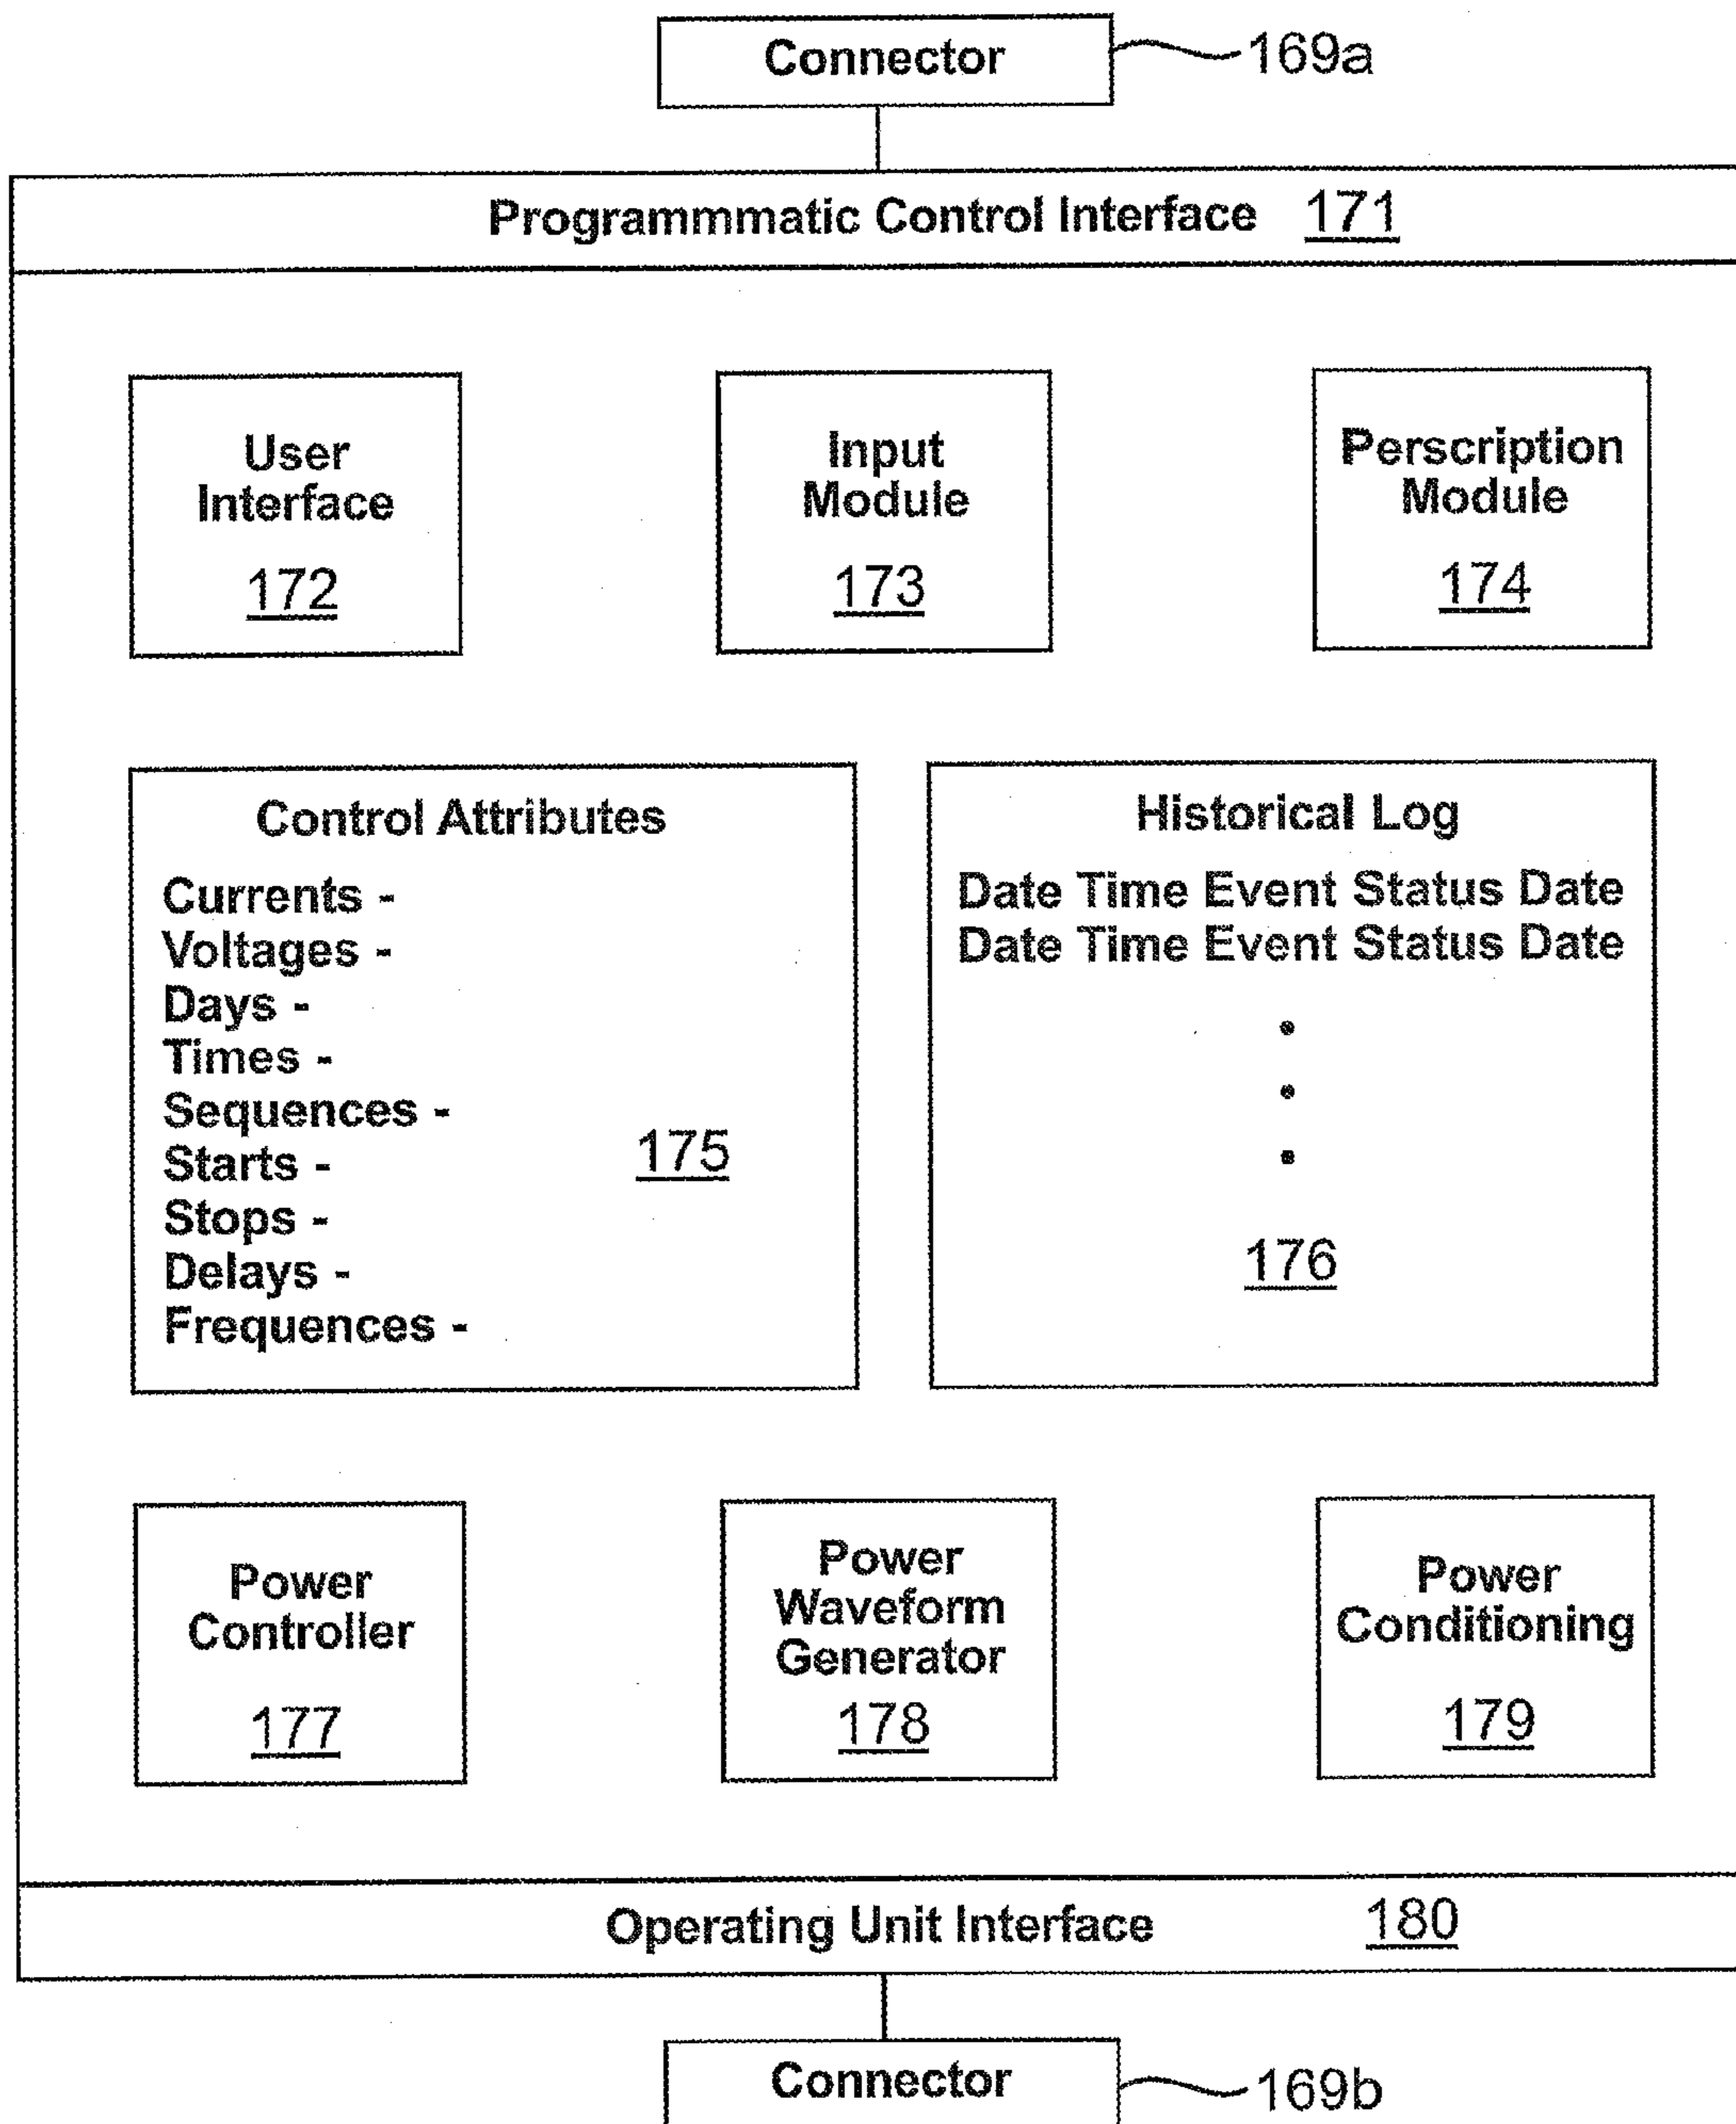 Connector 169a
Programmmatic Control Interface 171
User
Interface
172
Input
Module
173
Perscription
Module
174
Control Attributes
Currents -
Voltages -
Days -
Times -
Sequences -
Starts -
Stops -
Delays -
Frequences -
175
Historical Log
Date Time Event Status Date
Date Time Event Status Date
176
Power
Controller
177
Power
Waveform
Generator
178
Power
Conditioning
179
Operating Unit Interface 180
Connector 169b